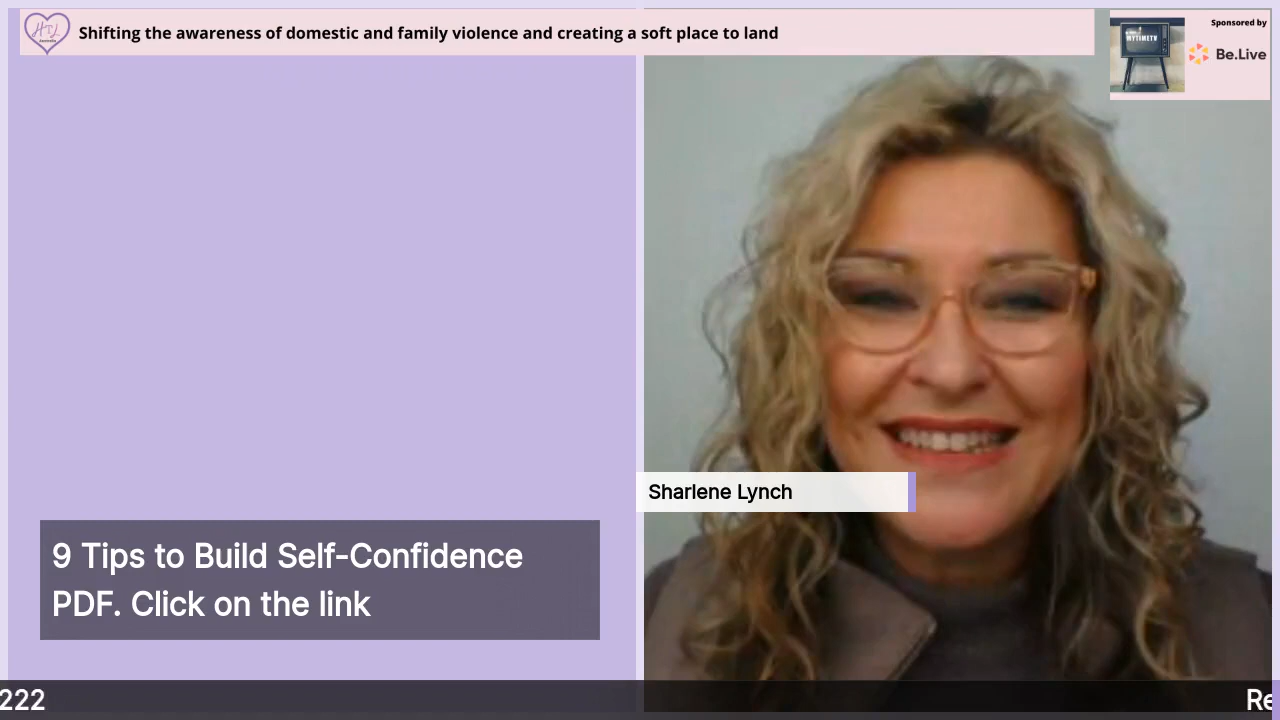 Shifting the awareness of domestic and family violence and creating a soft place to land
Sponsored by
MYTIMETV
Be.Live
Sharlene Lynch
9 Tips to Build Self-Confidence
PDF. Click on the link
222
Re